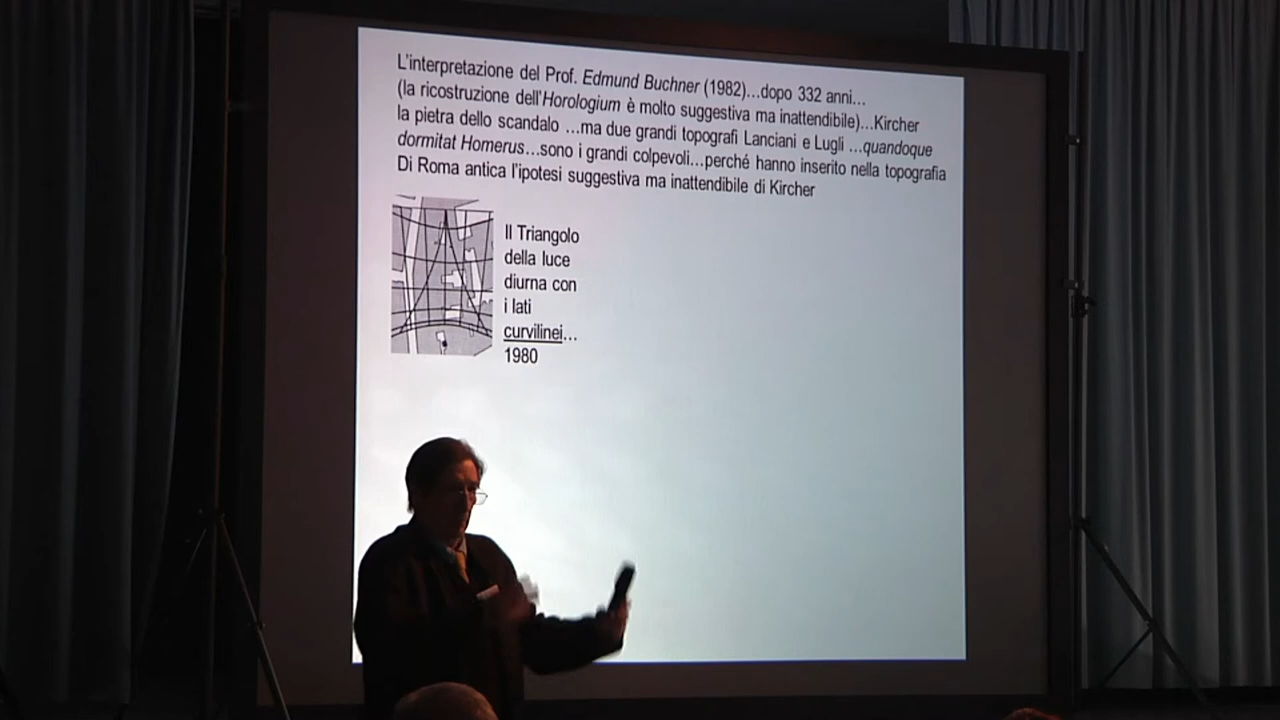 L'interpretazione del Prof. Edmund Buchner (1982)...dopo 332 anni...
(la ricostruzione dell'Horologium è molto suggestiva ma inattendibile)...Kircher
la pietra dello scandalo ...ma due grandi topografi Lanciani e Lugli ...quandoque
dormitat Homerus...sono i grandi colpevoli...perché hanno inserito nella topografia
Di Roma antica l'ipotesi suggestiva ma inattendibile di Kircher
Il Triangolo
della luce
diurna con
i lati
curvilinei...
1980